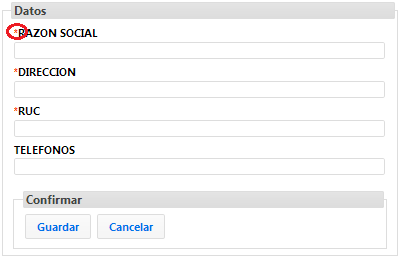 Datos
*RAZON SOCIAL
*DIRECCION
*RUC
TELEFONOS
Confirmar
Guardar Cancelar